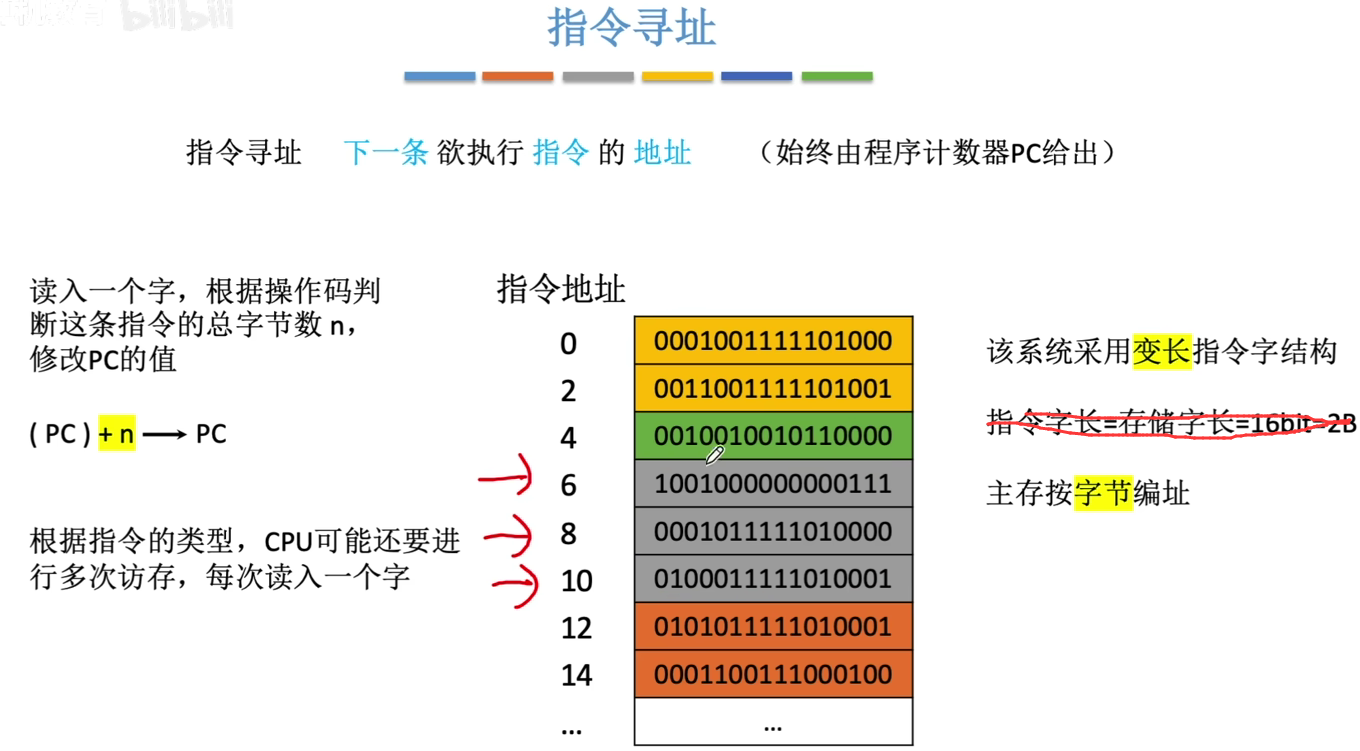 bilibili
指令寻址
指令寻址 下一条 欲执行 指令 的 地址 （始终由程序计数器PC给出）
读入一个字，根据操作码判
断这条指令的总字节数 n，
修改PC的值
( PC ) + n → PC
根据指令的类型，CPU可能还要进
行多次访存，每次读入一个字
指令地址
0 0001001111101000
2 0011001111101001
4 0010010010110000
6 1001000000000111
8 0001011111010000
10 0100011111010001
12 0101011111010001
14 0001100111000100
... ...
该系统采用变长指令字结构
指令字长=存储字长=16bit=2B
主存按字节编址